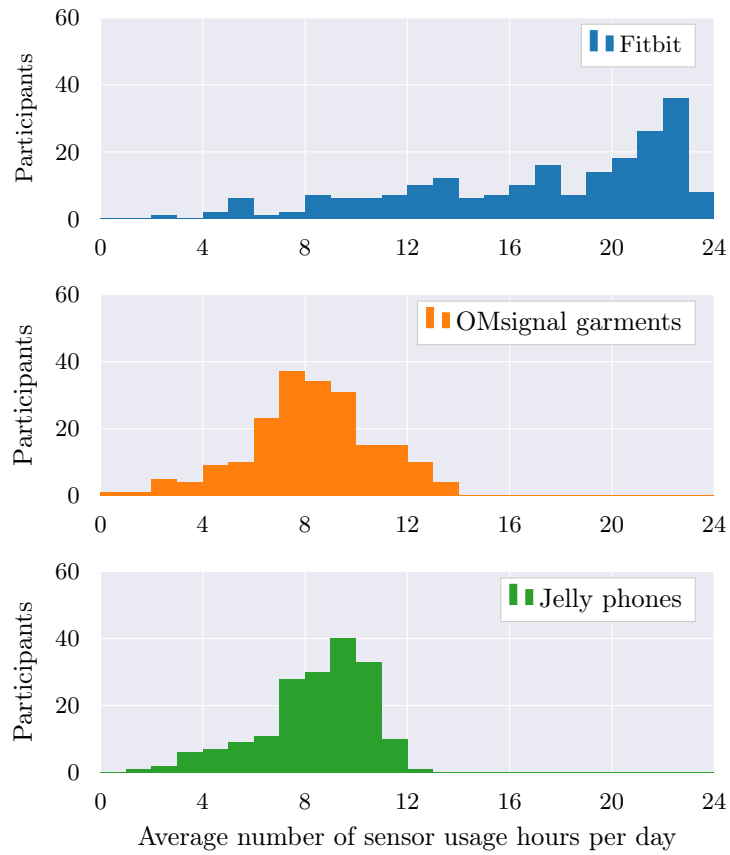 60
40
20
0
Participants
Fitbit
0 4 8 12 16 20 24
60
40
20
0
Participants
OMsignal garments
0 4 8 12 16 20 24
60
40
20
0
Participants
Jelly phones
0 4 8 12 16 20 24
Average number of sensor usage hours per day